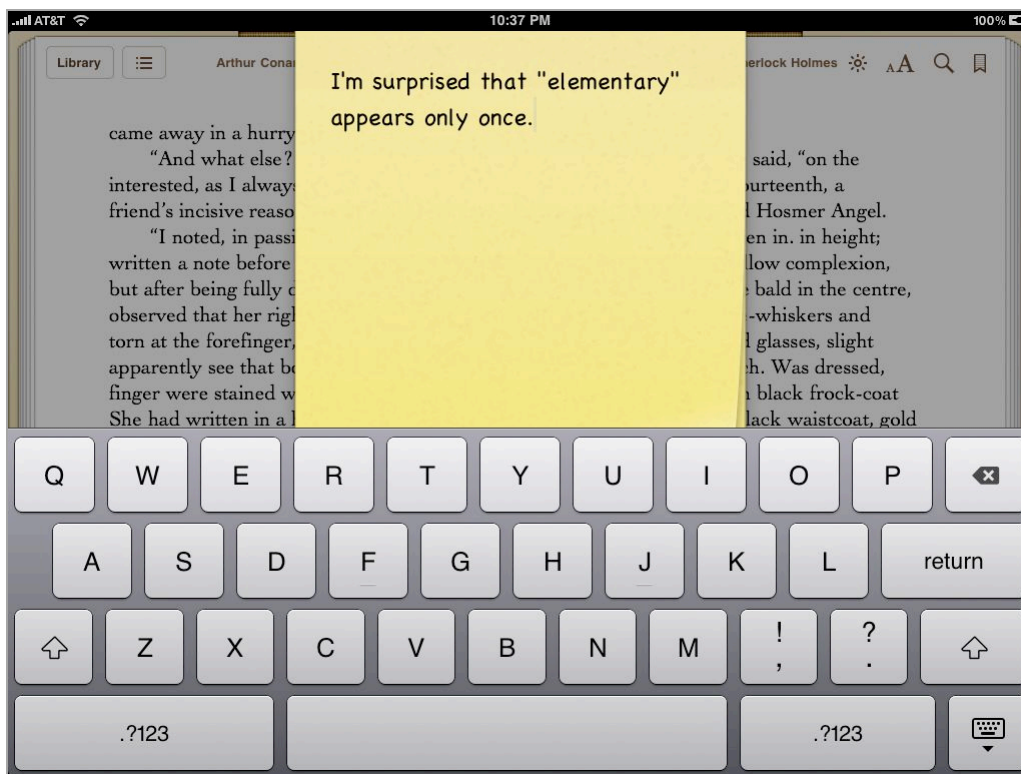 AT&T 10:37 PM 100%
Library Arthur Conan erlock Holmes AA
I'm surprised that "elementary"
appears only once.
came away in a hurry
“And what else? said, “on the
interested, as I always ourteenth, a
friend's incisive reaso l Hosmer Angel.
“I noted, in passi en in. in height;
written a note before llow complexion,
but after being fully bald in the centre,
observed that her rig -whiskers and
torn at the forefinger, glasses, slight
apparently see that b h. Was dressed,
finger were stained w black frock-coat
She had written in a lack waistcoat, gold
Q W E R T Y U I O P
A S D F G H J K L return
Z X C V B N M ! , ? .
.?123 .?123